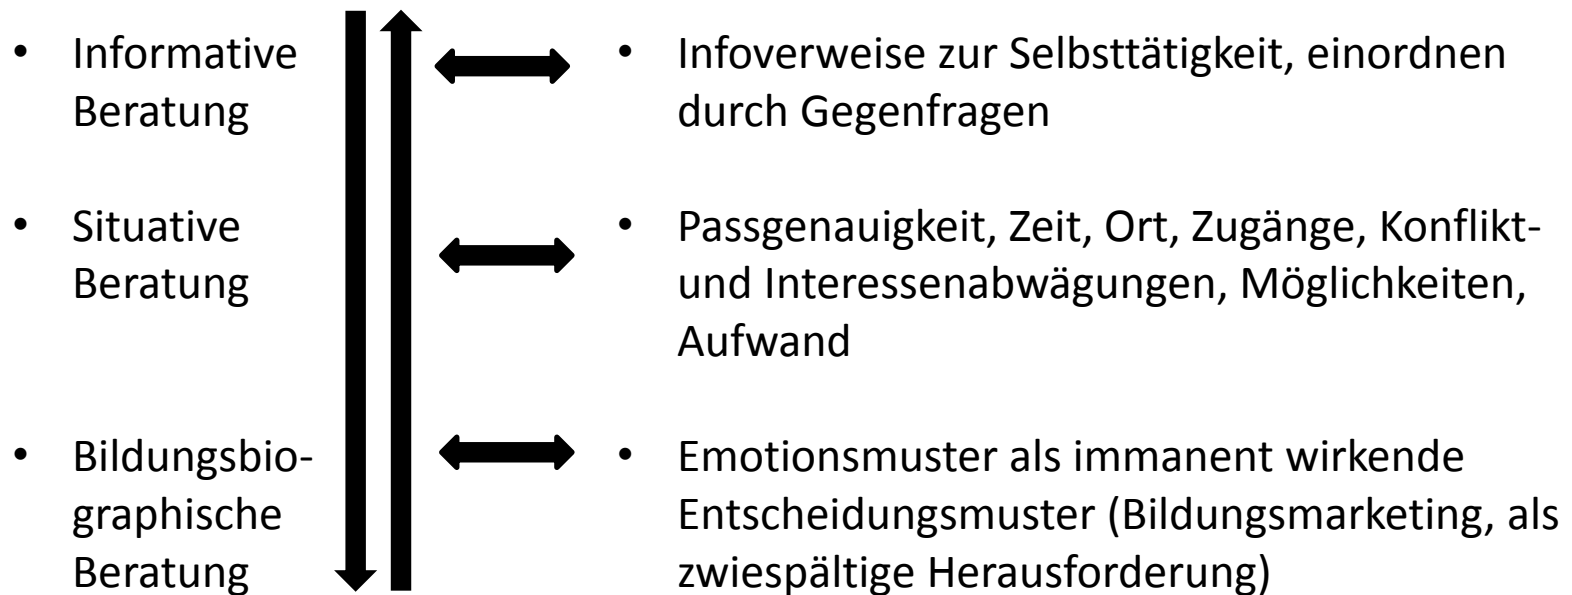 • Informative
Beratung
• Infoverweise zur Selbsttätigkeit, einordnen
durch Gegenfragen
• Situative
Beratung
• Passgenauigkeit, Zeit, Ort, Zugänge, Konflikt-
und Interessenabwägungen, Möglichkeiten,
Aufwand
• Bildungsbio-
graphische
Beratung
• Emotionsmuster als immanent wirkende
Entscheidungsmuster (Bildungsmarketing, als
zwiespältige Herausforderung)